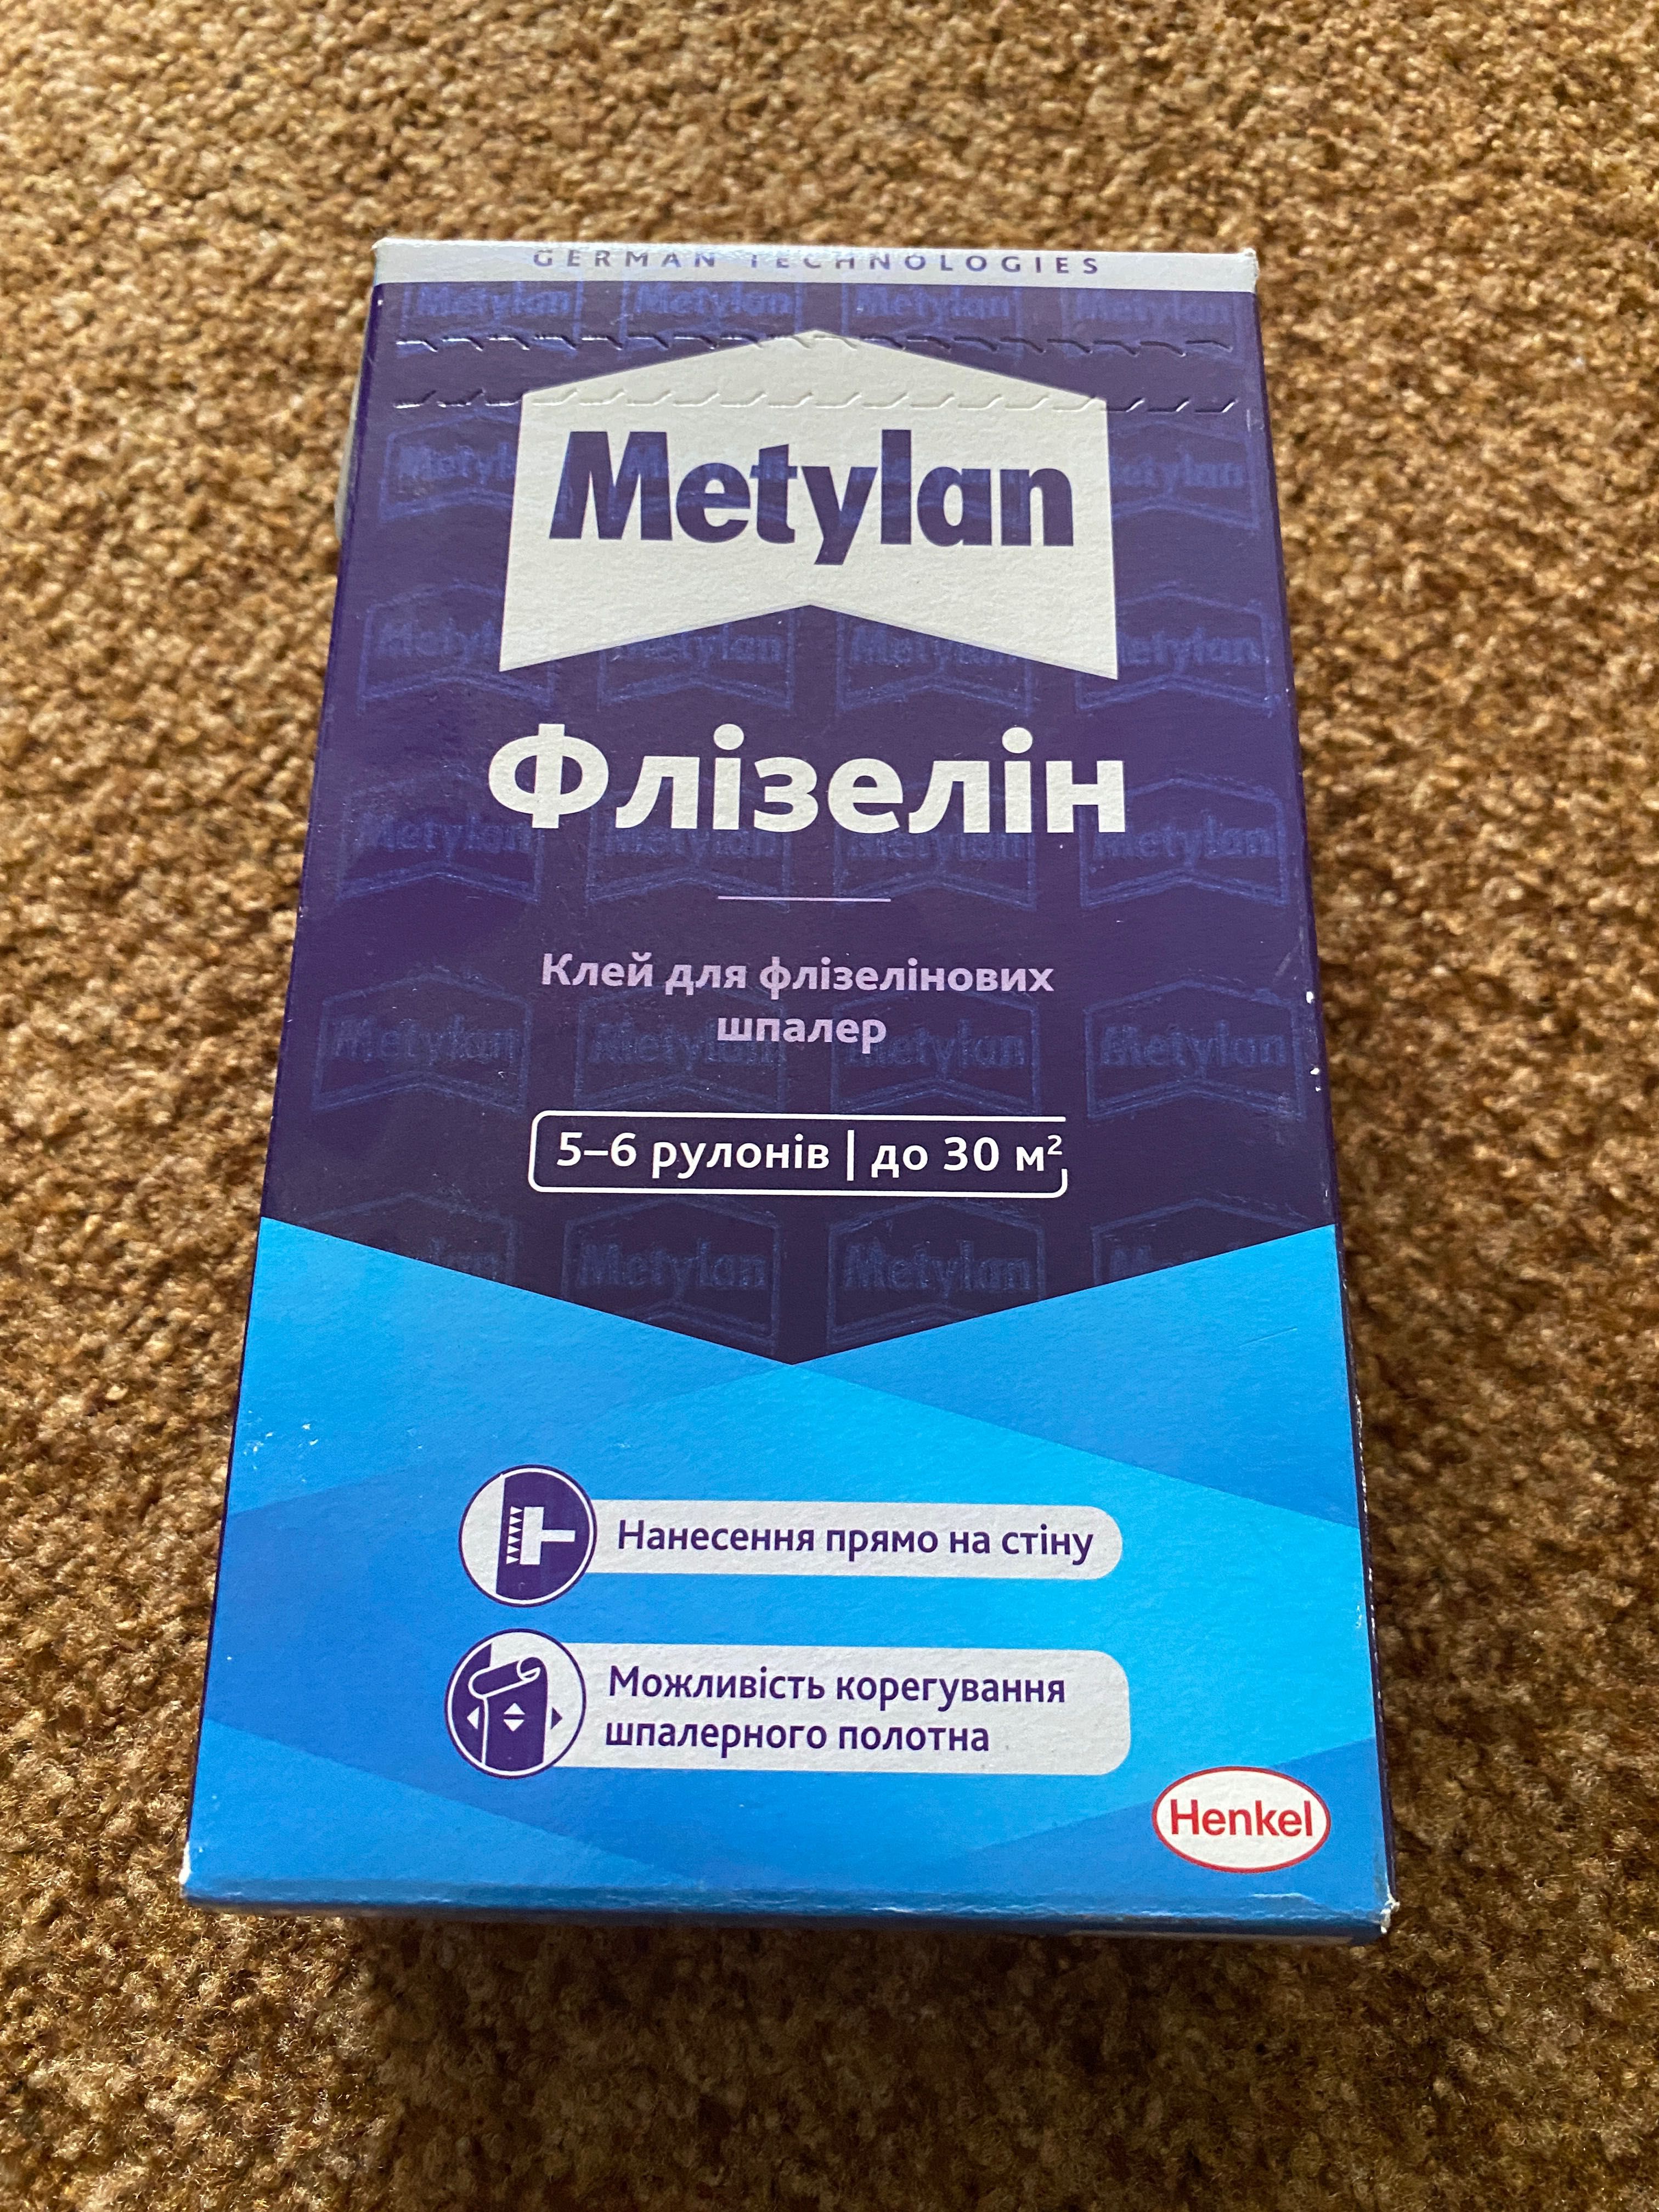 GERMAN TECHNOLOGIES
Metylan
Флізелін
Клей для флізелінових
шпалер
5–6 рулонів | до 30 м²
Нанесення прямо на стіну
Можливість корегування
шпалерного полотна
Henkel